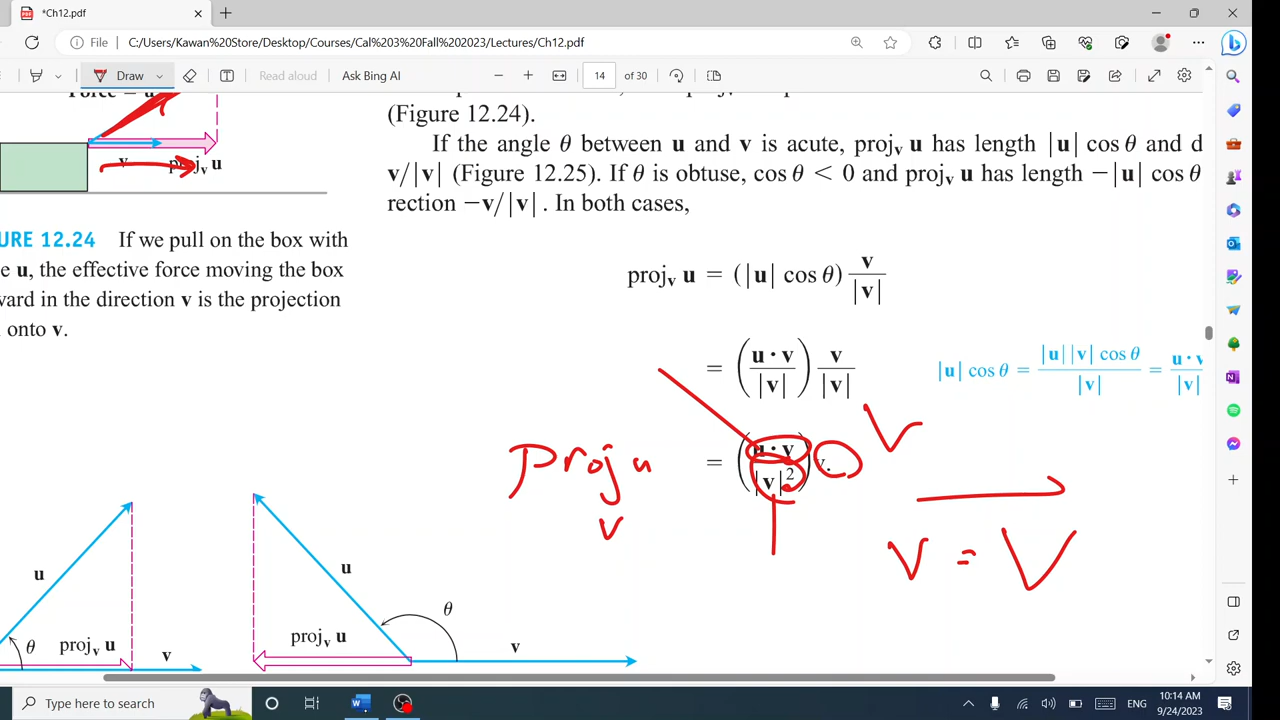 *Ch12.pdf
File
C:/Users/Kawan%20Store/Desktop/Courses/Cal%203%20Fall%202023/Lectures/Ch12.pdf
Draw
Read aloud
Ask Bing AI
14 of 30
(Figure 12.24).
If the angle θ between u and v is acute, proj_v u has length |u| cos θ and d
v/|v| (Figure 12.25). If θ is obtuse, cos θ < 0 and proj_v u has length −|u| cos θ
rection −v/|v|. In both cases,
v proj_v u
URE 12.24 If we pull on the box with
e u, the effective force moving the box
ward in the direction v is the projection
onto v.
proj_v u = (|u| cos θ) v/|v|
= (u · v/|v|) v/|v|
|u| cos θ = |u||v| cos θ/|v| = u · v/|v|
= (u · v/|v|²) v.
V
Proj u
v
v = V
u
θ
proj_v u
v
u
θ
proj_v u
v
Type here to search
ENG
10:14 AM
9/24/2023